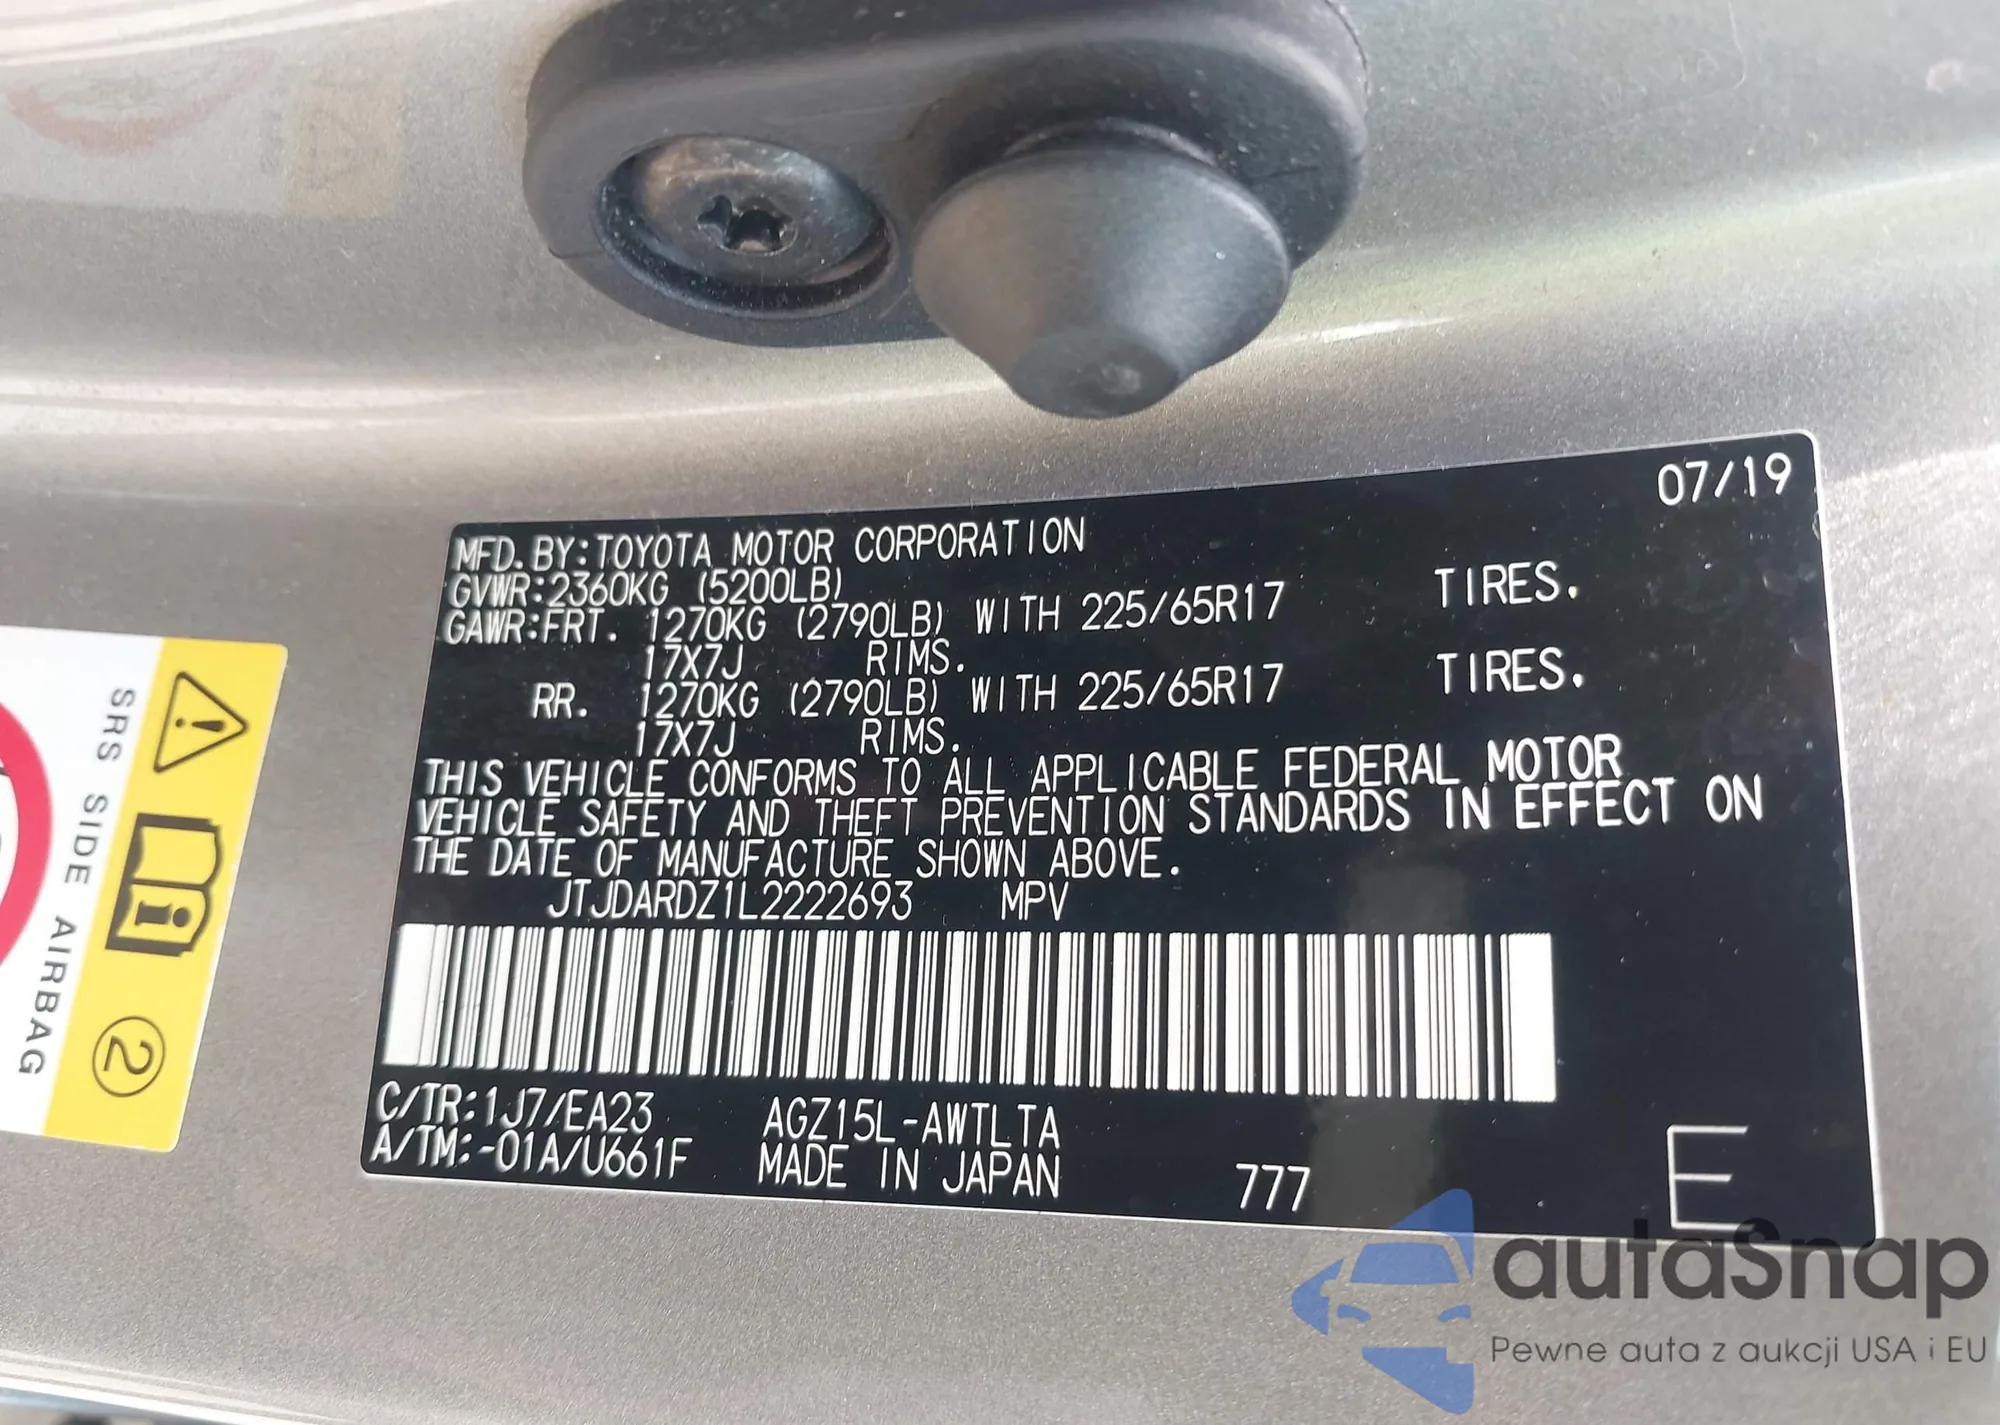 07/19
MFD. BY:TOYOTA MOTOR CORPORATION
GVWR:2360KG (5200LB)
GAWR:FRT. 1270KG (2790LB) WITH 225/65R17 TIRES.
17X7J RIMS.
RR. 1270KG (2790LB) WITH 225/65R17 TIRES.
17X7J RIMS.
THIS VEHICLE CONFORMS TO ALL APPLICABLE FEDERAL MOTOR
VEHICLE SAFETY AND THEFT PREVENTION STANDARDS IN EFFECT ON
THE DATE OF MANUFACTURE SHOWN ABOVE.
JTJDARDZ1L2222693 MPV
C/TR:1J7/EA23 AGZ15L-AWTLTA
A/TM:-01A/U661F MADE IN JAPAN 777 E
SRS SIDE AIRBAG
2
autaSnap
Pewne auta z aukcji USA i EU